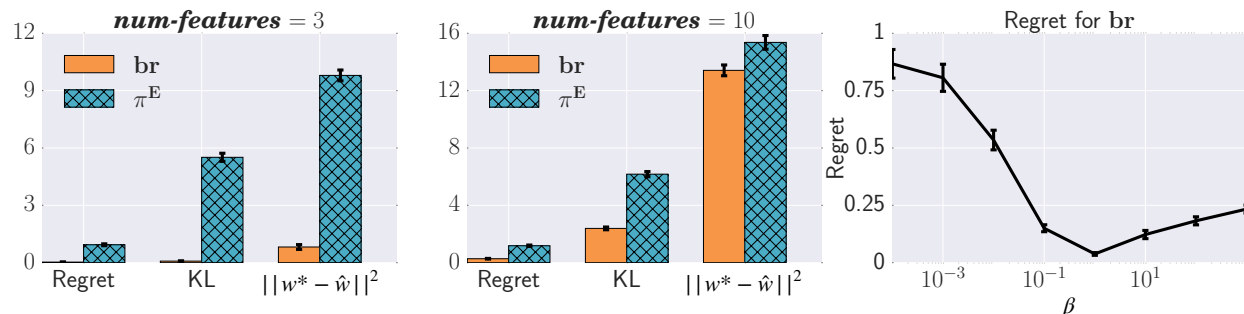 num-features = 3
12
9
6
3
0
br
π^E
Regret
KL
||w* − ŵ||²
num-features = 10
16
12
8
4
0
br
π^E
Regret
KL
||w* − ŵ||²
Regret for br
Regret
1
0.75
0.5
0.25
0
10⁻³
10⁻¹
10¹
β